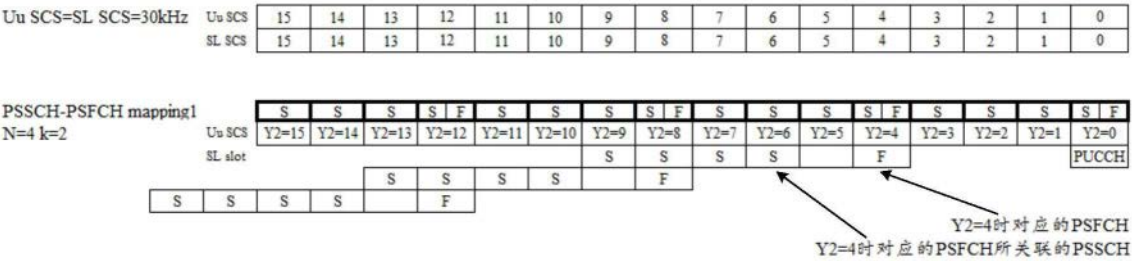 Uu SCS=SL SCS=30kHz Uu SCS 15 14 13 12 11 10 9 8 7 6 5 4 3 2 1 0
SL SCS 15 14 13 12 11 10 9 8 7 6 5 4 3 2 1 0
PSSCH-PSFCH mapping1 S S S S F S S S S F S S S S F S S S S F
N=4 k=2 Uu SCS Y2=15 Y2=14 Y2=13 Y2=12 Y2=11 Y2=10 Y2=9 Y2=8 Y2=7 Y2=6 Y2=5 Y2=4 Y2=3 Y2=2 Y2=1 Y2=0
SL slot S S S S F PUCCH
S S S S F
S S S S F
Y2=4时对应的PSFCH
Y2=4时对应的PSFCH所关联的PSSCH